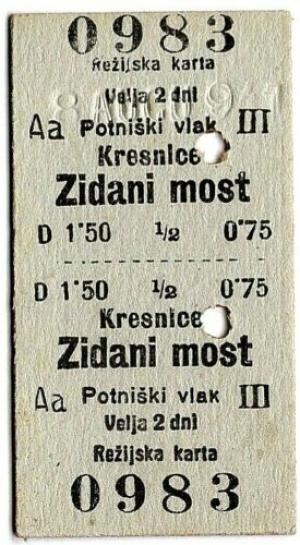 0983
Režijska karta
Velja 2 dni
Aa Potniški vlak III
Kresnice
Zidani most
D 1·50 1/2 0·75
D 1·50 1/2 0·75
Kresnice
Zidani most
Aa Potniški vlak III
Velja 2 dni
Režijska karta
0983